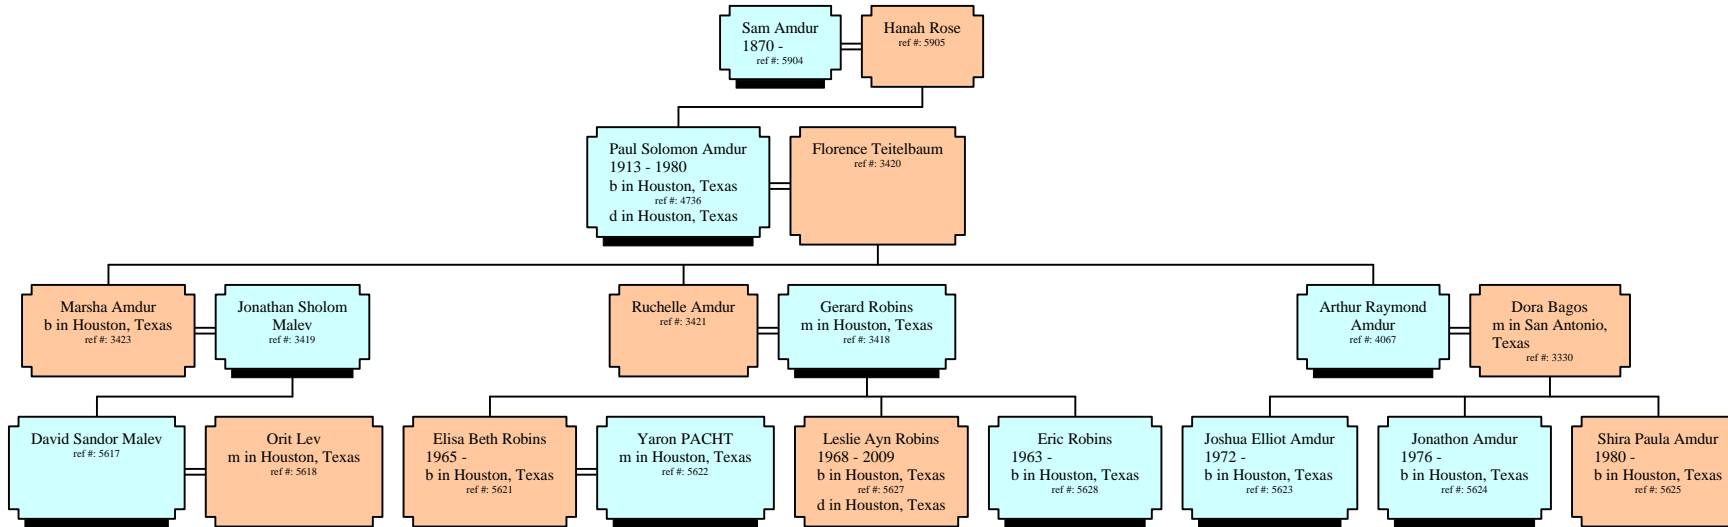 Sam Amdur
1870 -
ref #: 5904
Hanah Rose
ref #: 5905
Paul Solomon Amdur
1913 - 1980
b in Houston, Texas
ref #: 4736
d in Houston, Texas
Florence Teitelbaum
ref #: 3420
Marsha Amdur
b in Houston, Texas
ref #: 3423
Jonathan Sholom
Malev
ref #: 3419
Ruchelle Amdur
ref #: 3421
Gerard Robins
m in Houston, Texas
ref #: 3418
Arthur Raymond
Amdur
ref #: 4067
Dora Bagos
m in San Antonio,
Texas
ref #: 3330
David Sandor Malev
ref #: 5617
Orit Lev
m in Houston, Texas
ref #: 5618
Elisa Beth Robins
1965 -
b in Houston, Texas
ref #: 5621
Yaron PACHT
m in Houston, Texas
ref #: 5622
Leslie Ayn Robins
1968 - 2009
b in Houston, Texas
ref #: 5627
d in Houston, Texas
Eric Robins
1963 -
b in Houston, Texas
ref #: 5628
Joshua Elliot Amdur
1972 -
b in Houston, Texas
ref #: 5623
Jonathon Amdur
1976 -
b in Houston, Texas
ref #: 5624
Shira Paula Amdur
1980 -
b in Houston, Texas
ref #: 5625